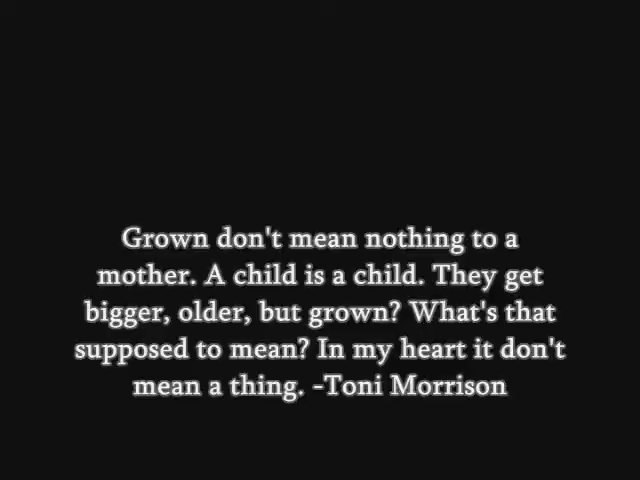 Grown don't mean nothing to a
mother. A child is a child. They get
bigger, older, but grown? What's that
supposed to mean? In my heart it don't
mean a thing. -Toni Morrison